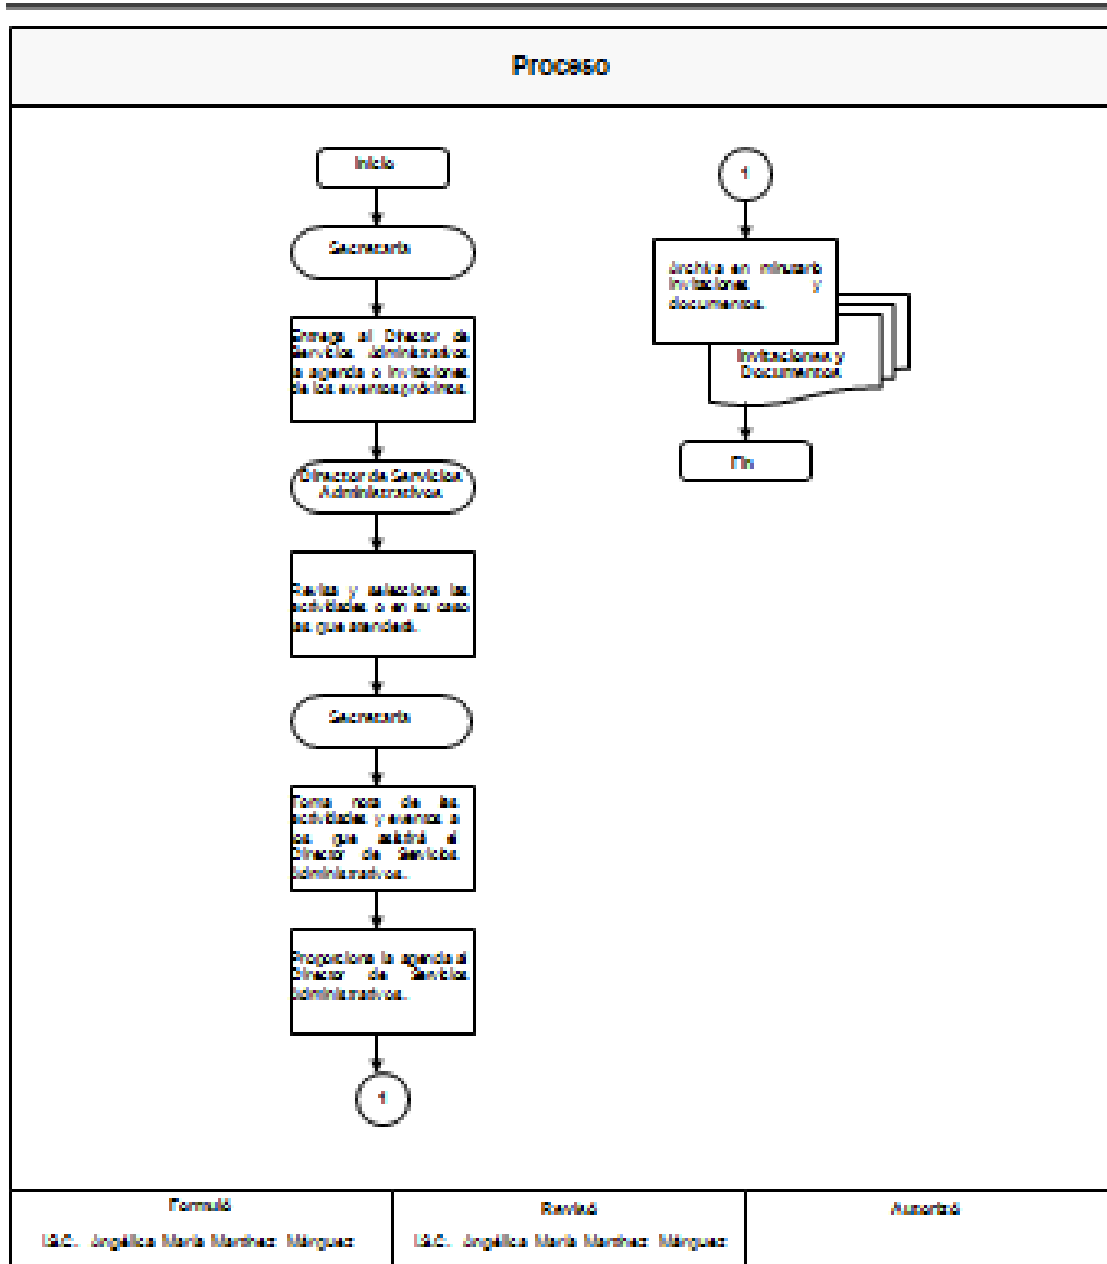 Proceso
Inicio
Secretaria
Entrega al Director de
Servicios Administrativos
la agenda o invitaciones
de los eventos próximos.
Director de Servicios
Administrativos
Revisa y selecciona las
actividades o en su caso
las que atenderá.
Secretaria
Toma nota de las
actividades y eventos a
los que asistirá el
Director de Servicios
Administrativos.
Proporciona la agenda al
Director de Servicios
Administrativos.
1
1
Archiva en minutario
invitaciones y
documentos.
Invitaciones y
Documentos
Fin
Formuló
Revisó
Autorizó
Angélica María Martínez Márquez
Angélica María Martínez Márquez